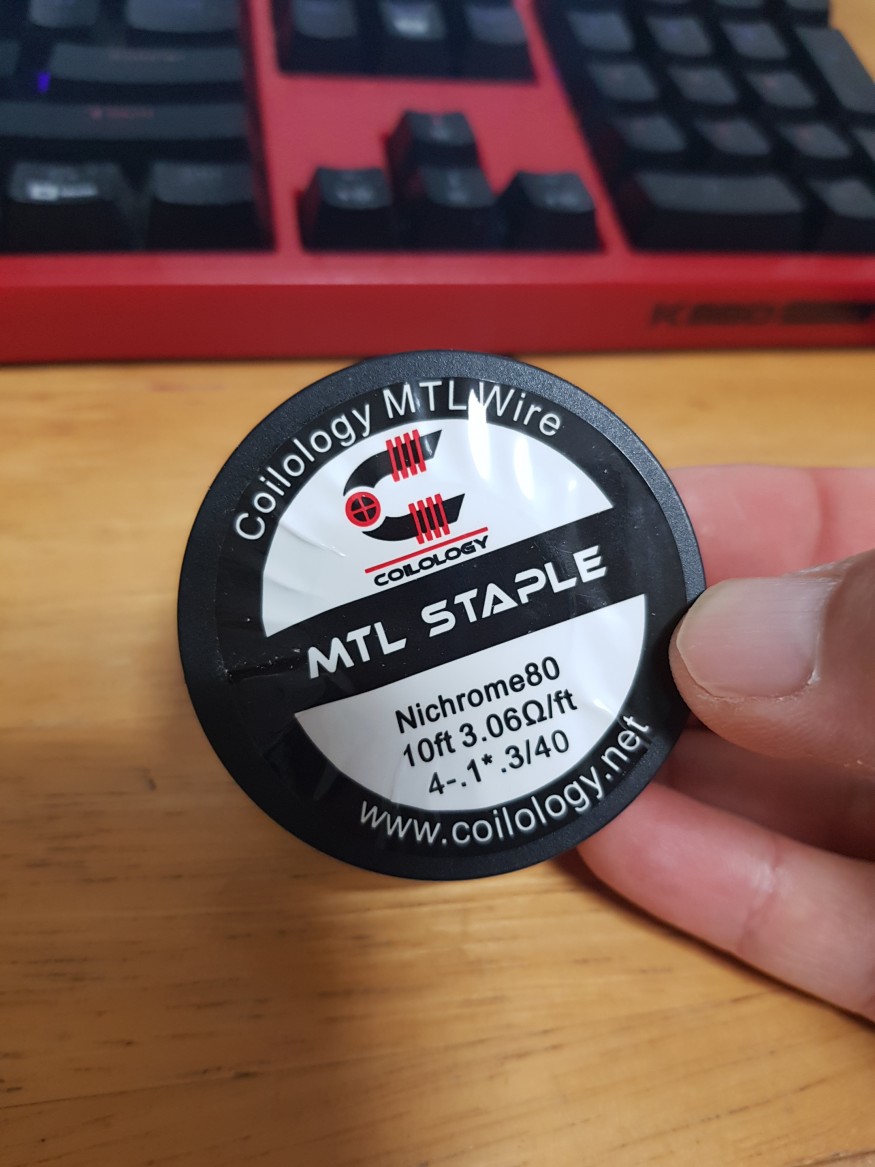 Coilology MTL Wire
COILOLOGY
MTL STAPLE
Nichrome80
10ft 3.06Ω/ft
4-.1*.3/40
www.coilology.net